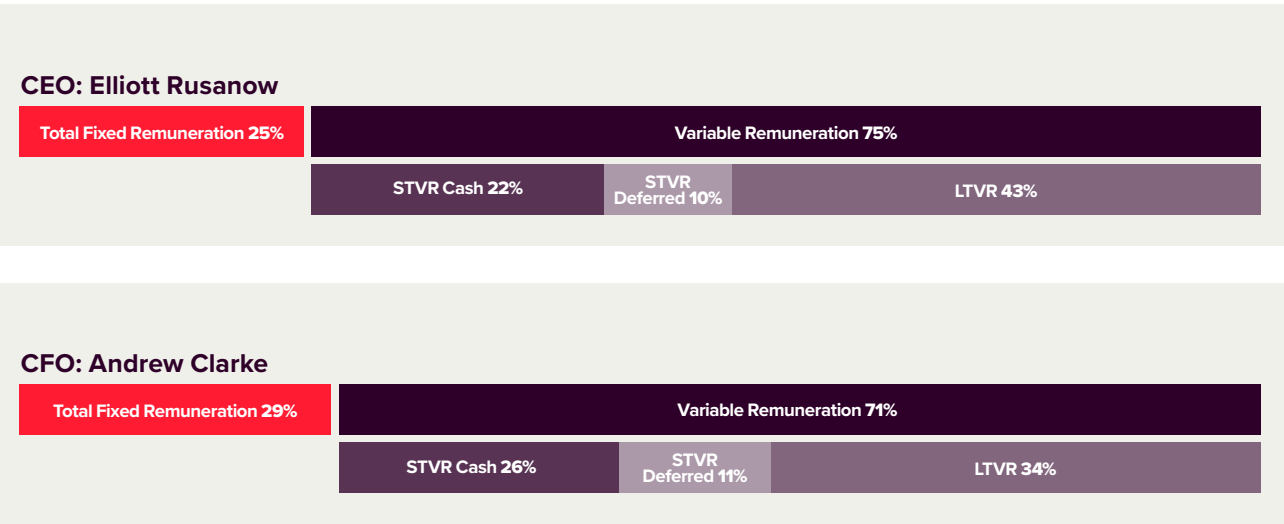 CEO: Elliott Rusanow
Total Fixed Remuneration 25%
Variable Remuneration 75%
STVR Cash 22%
STVR
Deferred 10%
LTVR 43%
CFO: Andrew Clarke
Total Fixed Remuneration 29%
Variable Remuneration 71%
STVR Cash 26%
STVR
Deferred 11%
LTVR 34%